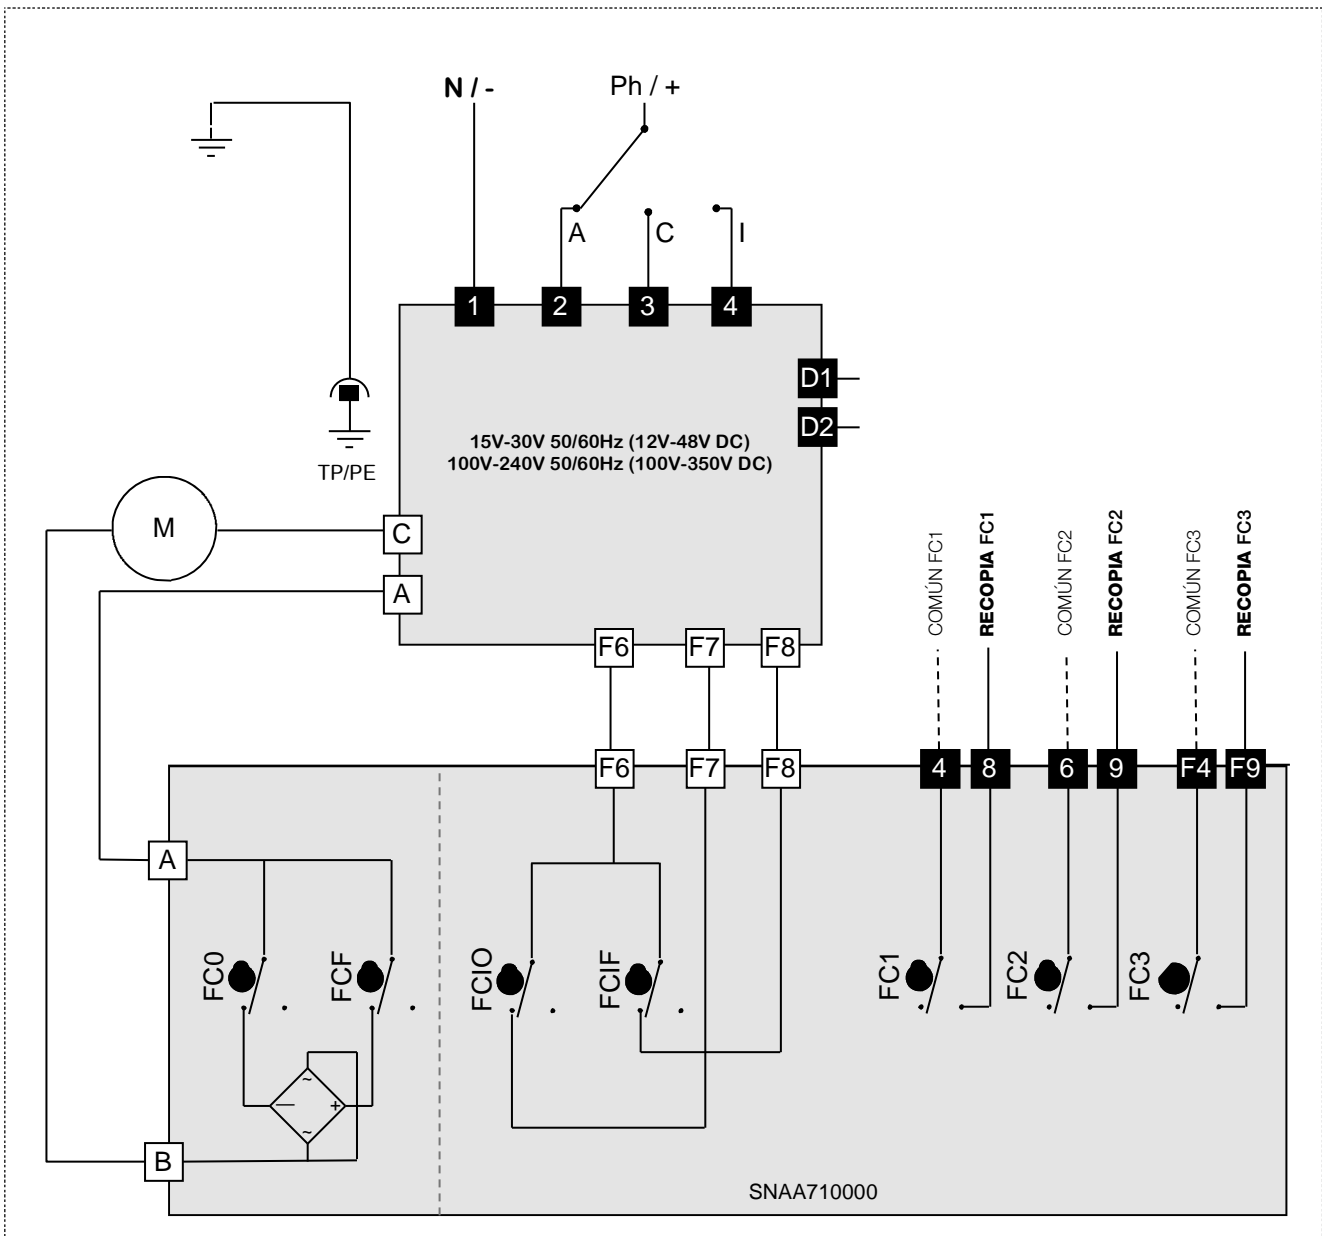 N / -
Ph / +
A
C
I
1
2
3
4
D1
D2
15V-30V 50/60Hz (12V-48V DC)
100V-240V 50/60Hz (100V-350V DC)
TP/PE
M
C
A
F6
F7
F8
COMÚN FC1
RECOPIA FC1
COMÚN FC2
RECOPIA FC2
COMÚN FC3
RECOPIA FC3
F6
F7
F8
4
8
6
9
F4
F9
A
FC0
FCF
FCIO
FCIF
FC1
FC2
FC3
~
— +
~
B
SNAA710000